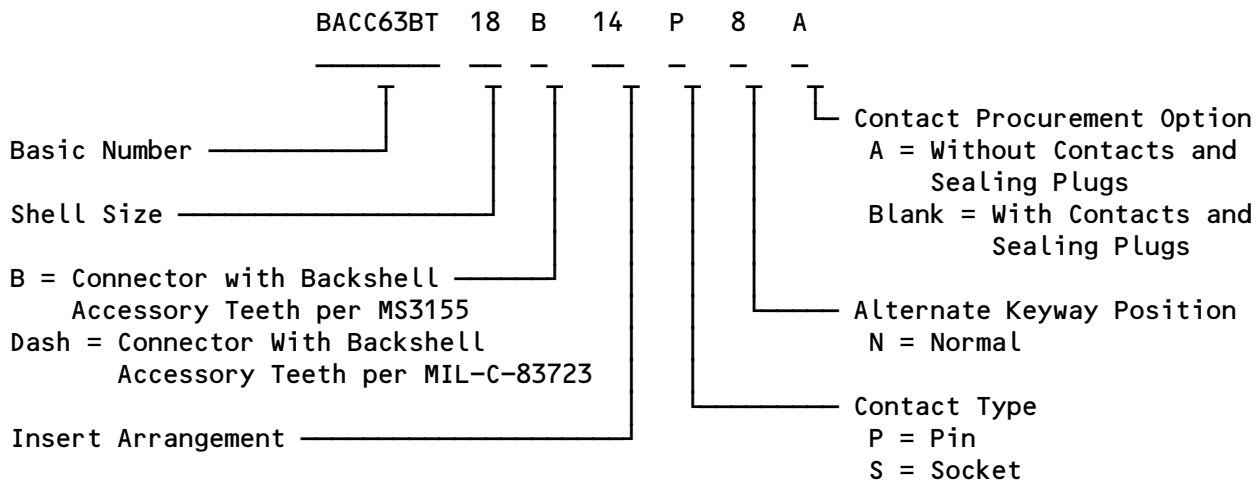 BACC63BT 18 B 14 P 8 A
Basic Number
Shell Size
B = Connector with Backshell
Accessory Teeth per MS3155
Dash = Connector With Backshell
Accessory Teeth per MIL-C-83723
Insert Arrangement
Contact Procurement Option
A = Without Contacts and
Sealing Plugs
Blank = With Contacts and
Sealing Plugs
Alternate Keyway Position
N = Normal
Contact Type
P = Pin
S = Socket